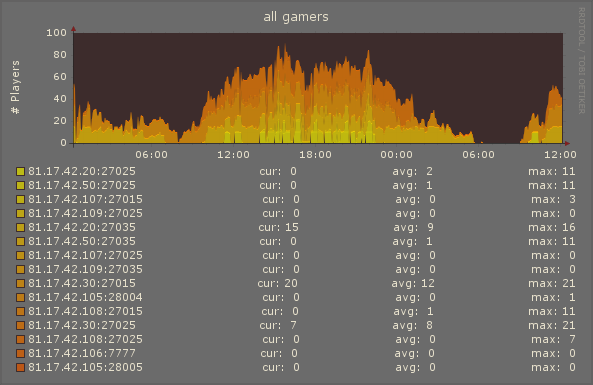 all gamers
RRDTOOL / TOBI OETIKER
# Players
100
80
60
40
20
0
06:00 12:00 18:00 00:00 06:00 12:00
81.17.42.20:27025 cur: 0 avg: 2 max: 11
81.17.42.50:27025 cur: 0 avg: 1 max: 11
81.17.42.107:27015 cur: 0 avg: 0 max: 3
81.17.42.109:27025 cur: 0 avg: 0 max: 0
81.17.42.20:27035 cur: 15 avg: 9 max: 16
81.17.42.50:27035 cur: 0 avg: 1 max: 11
81.17.42.107:27025 cur: 0 avg: 0 max: 0
81.17.42.109:27035 cur: 0 avg: 0 max: 0
81.17.42.30:27015 cur: 20 avg: 12 max: 21
81.17.42.105:28004 cur: 0 avg: 0 max: 1
81.17.42.108:27015 cur: 0 avg: 1 max: 11
81.17.42.30:27025 cur: 7 avg: 8 max: 21
81.17.42.108:27025 cur: 0 avg: 0 max: 7
81.17.42.106:7777 cur: 0 avg: 0 max: 0
81.17.42.105:28005 cur: 0 avg: 0 max: 0